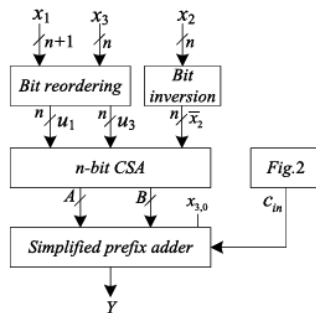 x₁ x₃ x₂
n+1 n n
Bit reordering
Bit inversion
n u₁ n u₃ n x̅₂
n-bit CSA
Fig.2
A B x₃,₀ cᵢₙ
Simplified prefix adder
Y